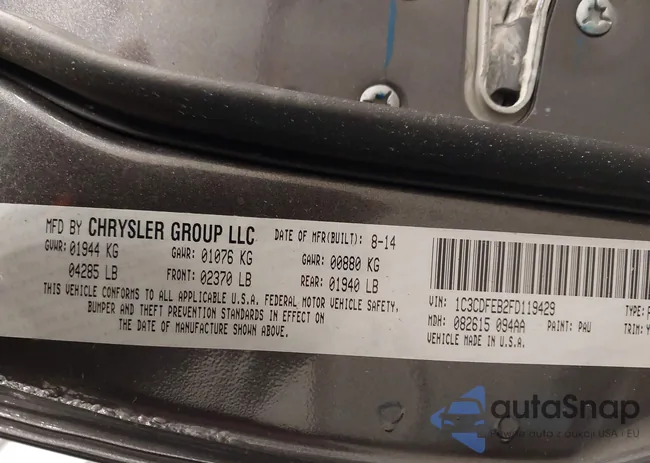 MFD BY CHRYSLER GROUP LLC DATE OF MFR(BUILT): 8-14
GVWR: 01944 KG GAWR: 01076 KG GAWR: 00880 KG
04285 LB FRONT: 02370 LB REAR: 01940 LB
THIS VEHICLE CONFORMS TO ALL APPLICABLE U.S.A. FEDERAL MOTOR VEHICLE SAFETY,
BUMPER AND THEFT PREVENTION STANDARDS IN EFFECT ON
THE DATE OF MANUFACTURE SHOWN ABOVE.
VIN: 1C3CDFEB2FD119429 TYPE:
MDH: 082615 094AA PAINT: PAU TRIM:
VEHICLE MADE IN U.S.A.
autaSnap
auta z aukcji USA i EU